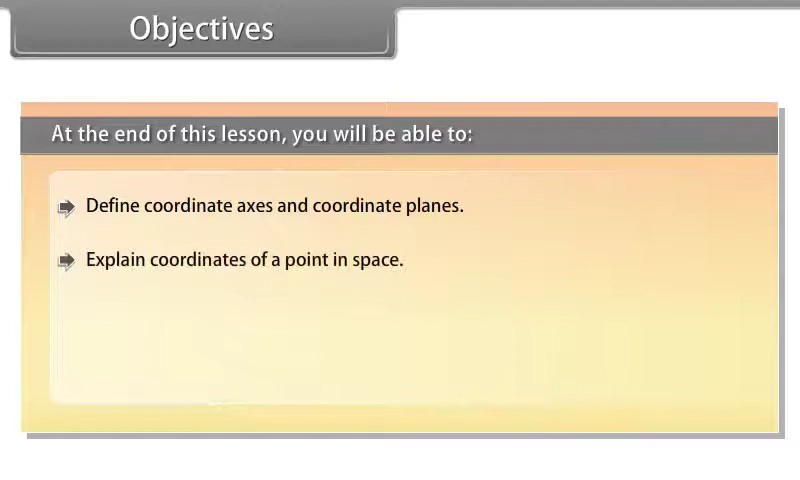 Objectives
At the end of this lesson, you will be able to:
Define coordinate axes and coordinate planes.
Explain coordinates of a point in space.